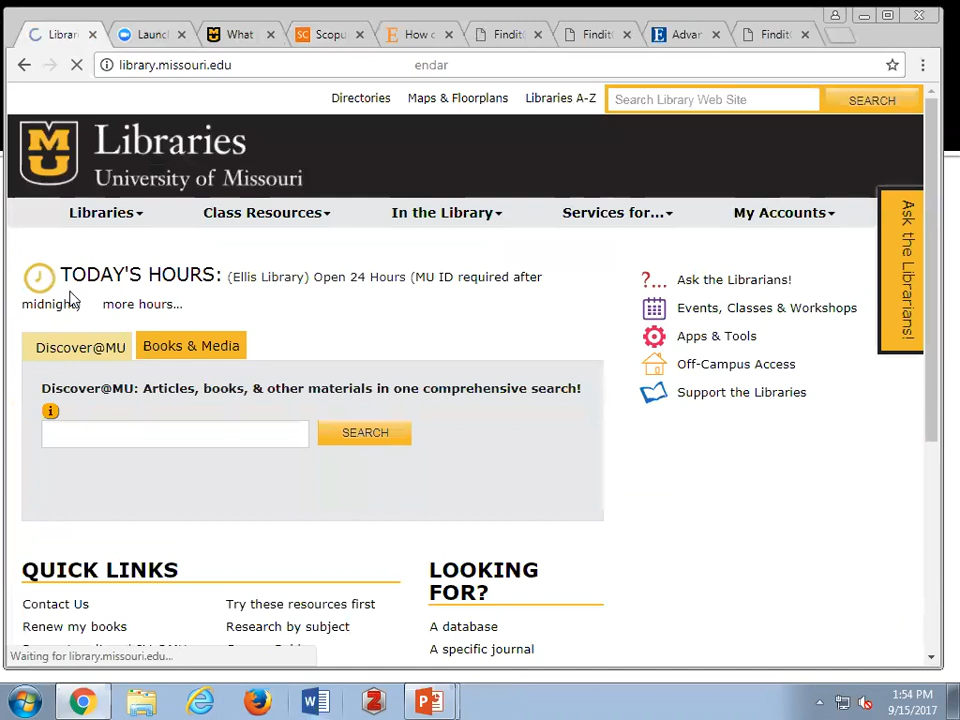 Librar
Launc
What
Scopu
How c
FindIt
FindIt
Advar
FindIt
library.missouri.edu
endar
Directories Maps & Floorplans Libraries A-Z Search Library Web Site SEARCH
Libraries
University of Missouri
Libraries Class Resources In the Library Services for... My Accounts
Ask the Librarians!
TODAY'S HOURS: (Ellis Library) Open 24 Hours (MU ID required after
midnight) more hours...
Ask the Librarians!
Events, Classes & Workshops
Apps & Tools
Off-Campus Access
Support the Libraries
Discover@MU Books & Media
Discover@MU: Articles, books, & other materials in one comprehensive search!
SEARCH
QUICK LINKS
Contact Us Try these resources first
Renew my books Research by subject
LOOKING
FOR?
A database
A specific journal
Waiting for library.missouri.edu...
1:54 PM
9/15/2017